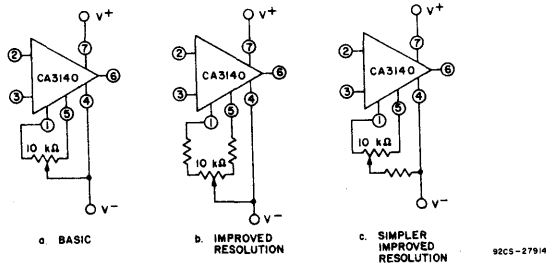 V+
7
2
CA3140
6
3
4
1
5
10 kΩ
V−
a. BASIC
V+
7
2
CA3140
6
3
4
1
5
10 kΩ
V−
b. IMPROVED
RESOLUTION
V+
7
2
CA3140
6
3
4
1
5
10 kΩ
V−
c. SIMPLER
IMPROVED
RESOLUTION
92CS-27914